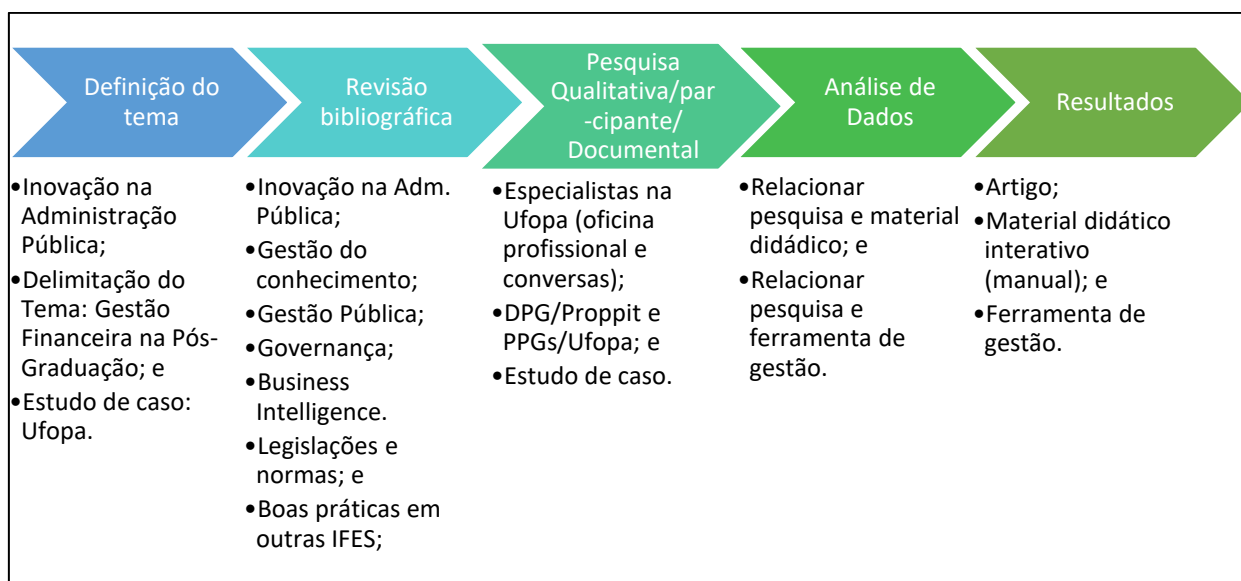 Definição do
tema
Revisão
bibliográfica
Pesquisa
Qualitativa/par
-cipante/
Documental
Análise de
Dados
Resultados
•Inovação na
Administração
Pública;
•Delimitação do
Tema: Gestão
Financeira na Pós-
Graduação; e
•Estudo de caso:
Ufopa.
•Inovação na Adm.
Pública;
•Gestão do
conhecimento;
•Gestão Pública;
•Governança;
•Business
Intelligence.
•Legislações e
normas; e
•Boas práticas em
outras IFES;
•Especialistas na
Ufopa (oficina
profissional e
conversas);
•DPG/Proppit e
PPGs/Ufopa; e
•Estudo de caso.
•Relacionar
pesquisa e material
didádico; e
•Relacionar
pesquisa e
ferramenta de
gestão.
•Artigo;
•Material didático
interativo
(manual); e
•Ferramenta de
gestão.